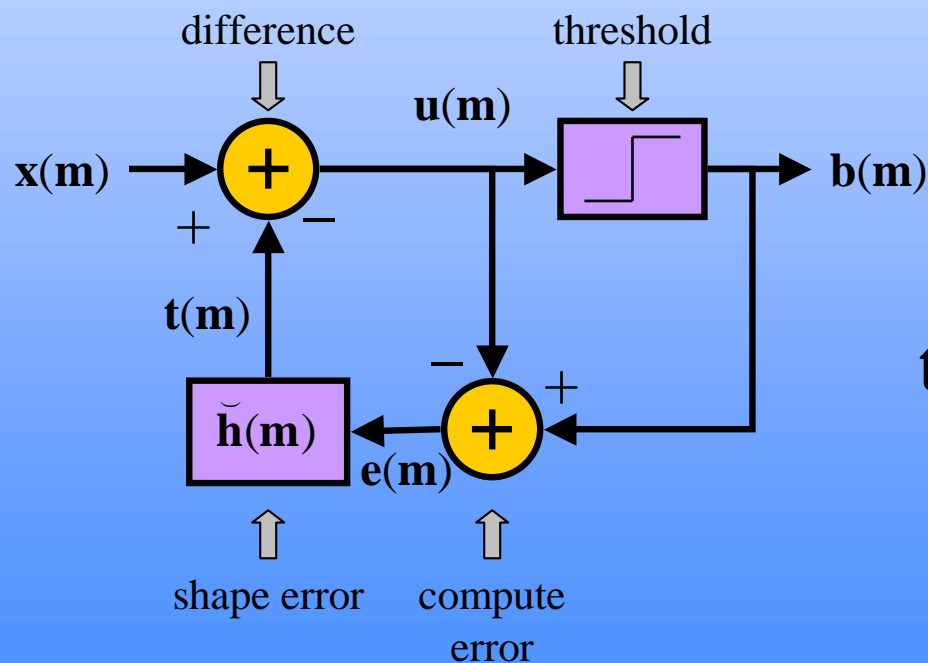 difference
threshold
u(m)
x(m)
+
b(m)
+
−
t(m)
−
+
h̆(m)
+
e(m)
shape error
compute
error